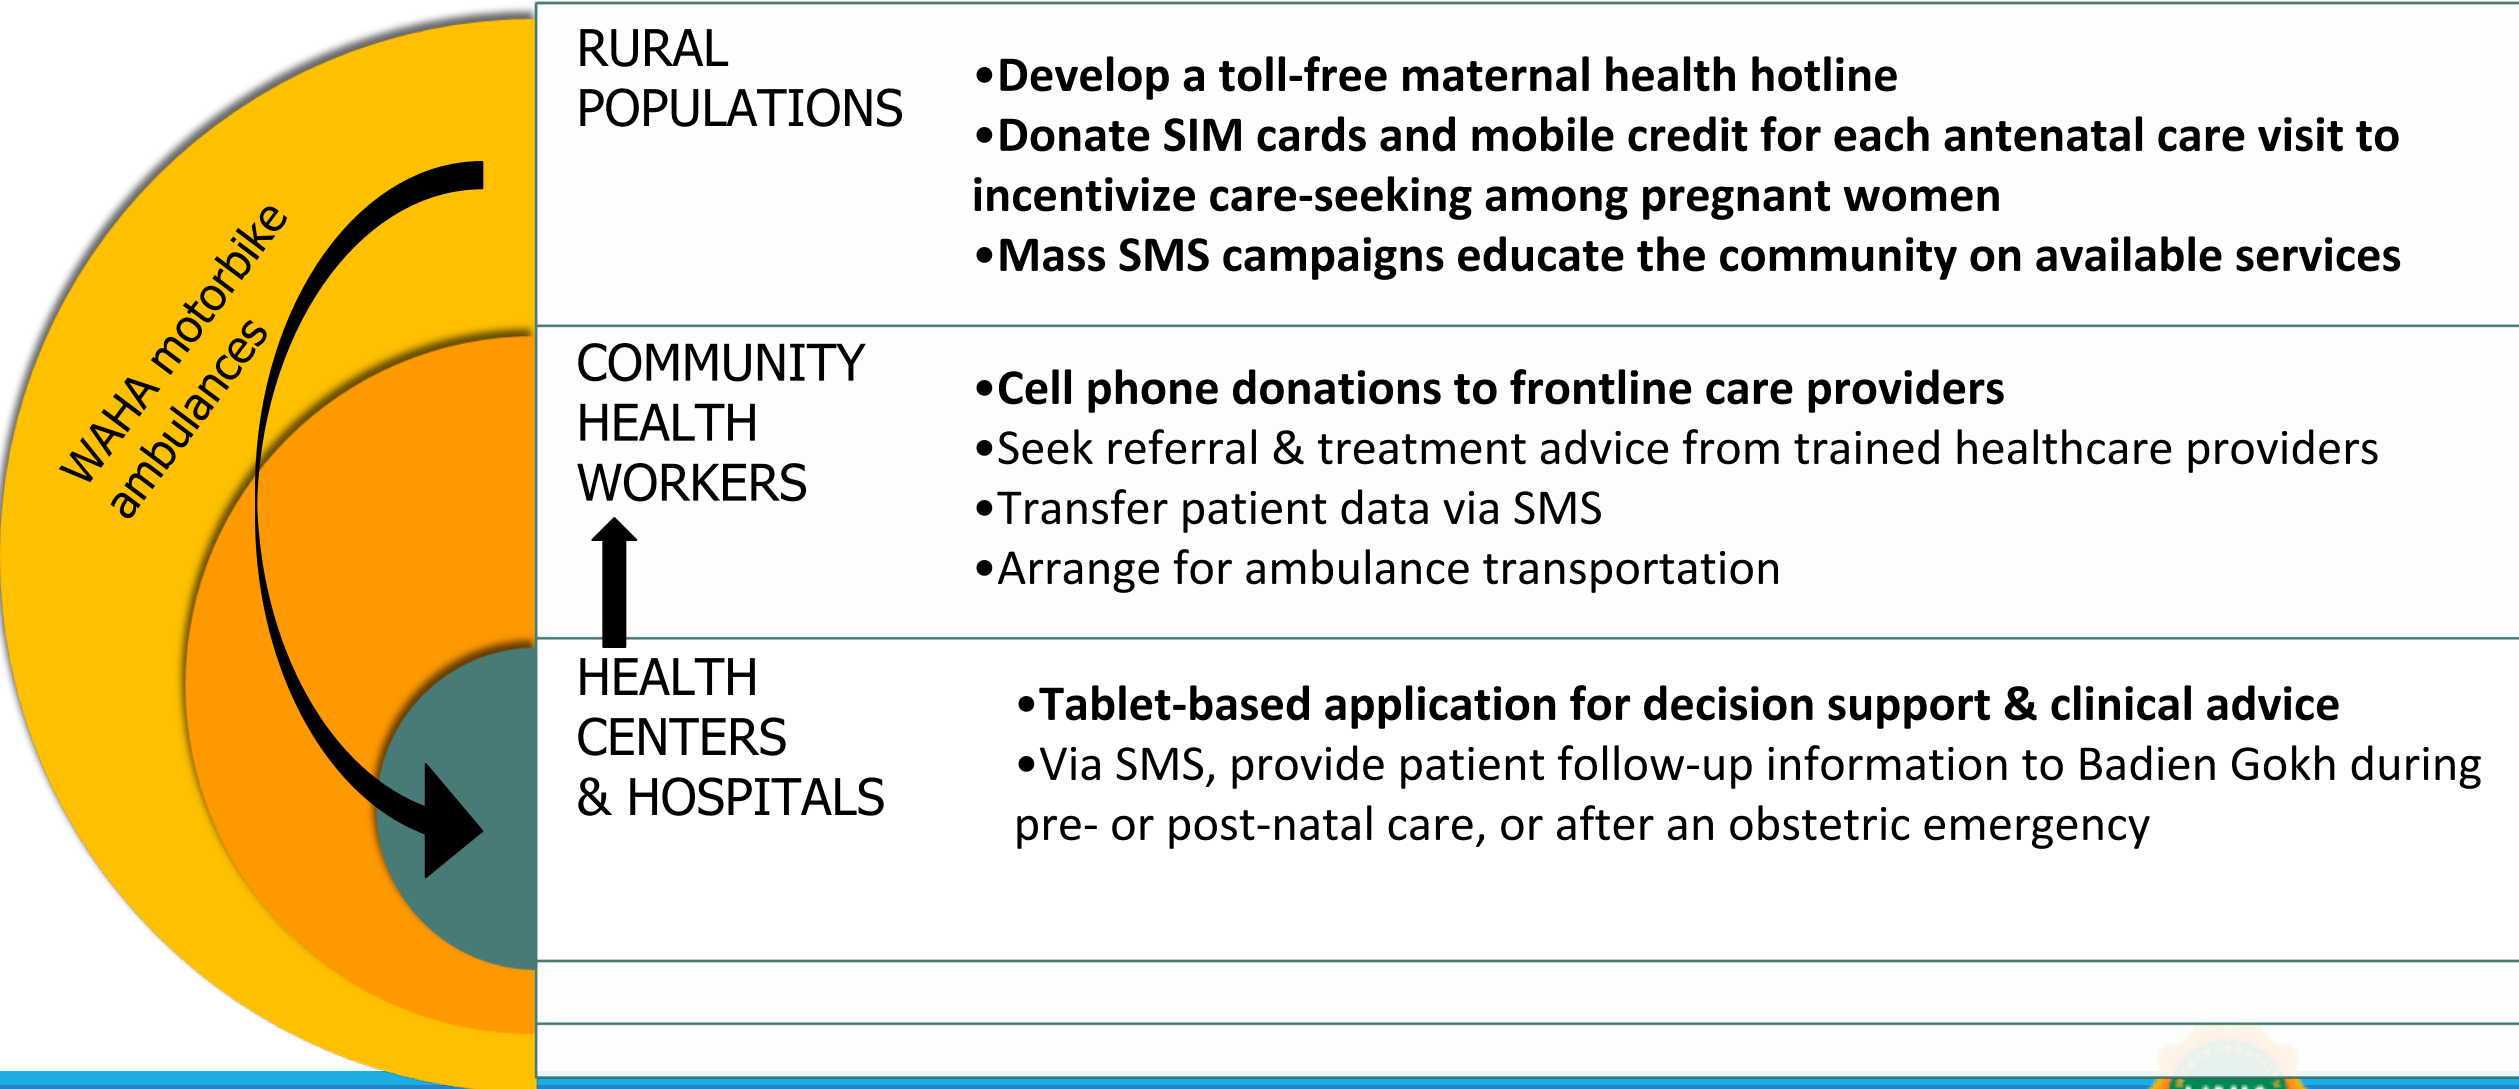 RURAL
POPULATIONS
•Develop a toll-free maternal health hotline
•Donate SIM cards and mobile credit for each antenatal care visit to
incentivize care-seeking among pregnant women
•Mass SMS campaigns educate the community on available services
WAHA motorbike
ambulances
COMMUNITY
HEALTH
WORKERS
•Cell phone donations to frontline care providers
•Seek referral & treatment advice from trained healthcare providers
•Transfer patient data via SMS
•Arrange for ambulance transportation
HEALTH
CENTERS
& HOSPITALS
•Tablet-based application for decision support & clinical advice
•Via SMS, provide patient follow-up information to Badien Gokh during
pre- or post-natal care, or after an obstetric emergency